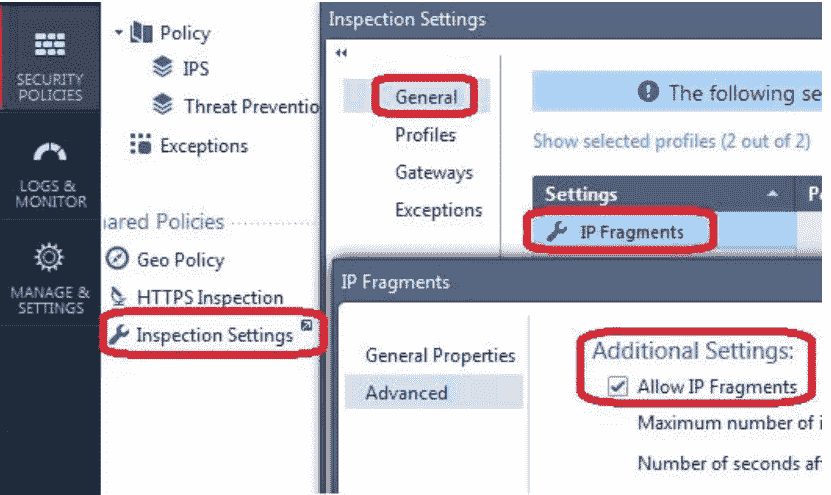 SECURITY
POLICIES
LOGS &
MONITOR
MANAGE &
SETTINGS
Policy
IPS
Threat Preventio
Exceptions
ared Policies
Geo Policy
HTTPS Inspection
Inspection Settings
Inspection Settings
General
Profiles
Gateways
Exceptions
The following se
Show selected profiles (2 out of 2)
Settings P
IP Fragments
IP Fragments
General Properties
Advanced
Additional Settings:
Allow IP Fragments
Maximum number of i
Number of seconds af